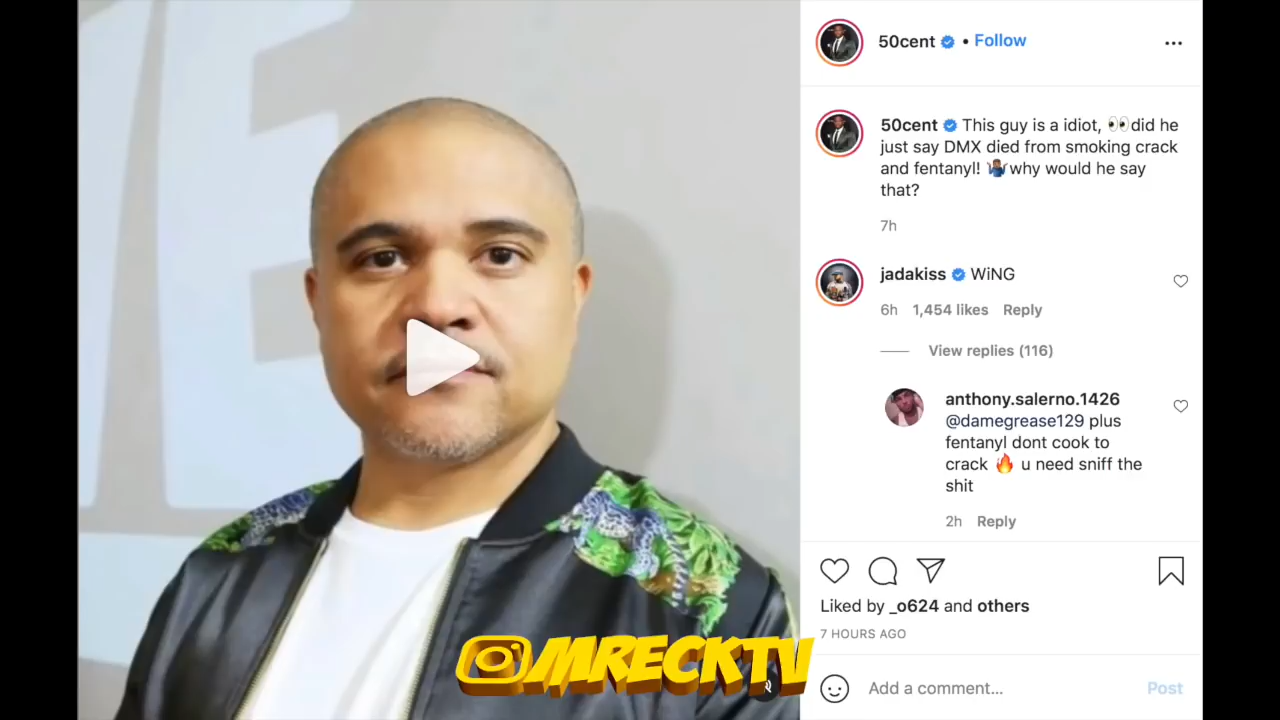 50cent • Follow
50cent This guy is a idiot, 👀did he
just say DMX died from smoking crack
and fentanyl! 🤷🏾‍♂️why would he say
that?
7h
jadakiss WiNG
6h 1,454 likes Reply
View replies (116)
anthony.salerno.1426
@damegrease129 plus
fentanyl dont cook to
crack 🔥 u need sniff the
shit
2h Reply
Liked by _o624 and others
7 HOURS AGO
Add a comment... Post
MRECKTV